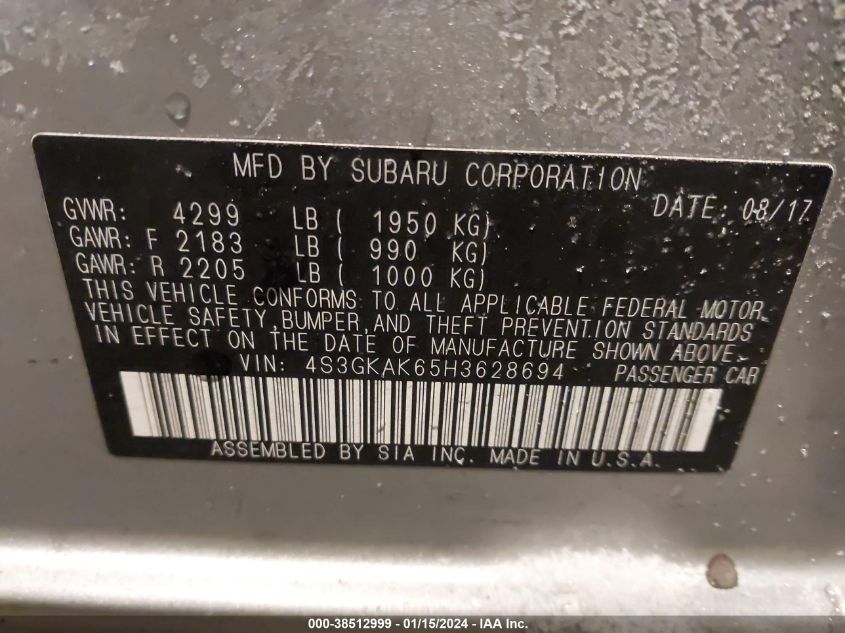 MFD BY SUBARU CORPORATION
DATE: 08/17
GVWR: 4299 LB ( 1950 KG)
GAWR: F 2183 LB ( 990 KG)
GAWR: R 2205 LB ( 1000 KG)
THIS VEHICLE CONFORMS TO ALL APPLICABLE FEDERAL MOTOR
VEHICLE SAFETY, BUMPER, AND THEFT PREVENTION STANDARDS
IN EFFECT ON THE DATE OF MANUFACTURE SHOWN ABOVE.
VIN: 4S3GKAK65H3628694 PASSENGER CAR
ASSEMBLED BY SIA INC. MADE IN U.S.A.
000-38512999 - 01/15/2024 - IAA Inc.